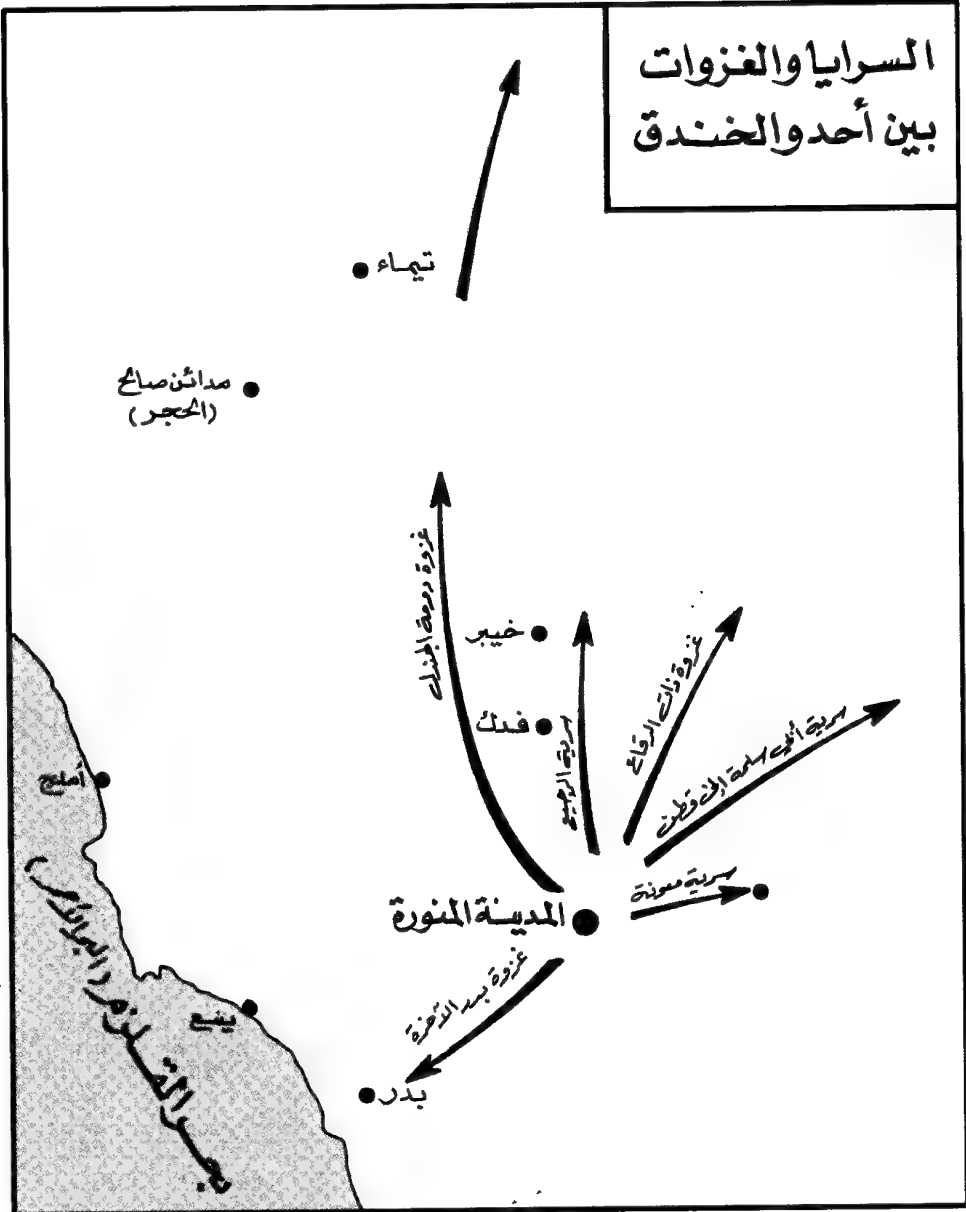 السرايا والغزوات
بين أحد والخندق
تيماء
مدائن صالح
(الحجر)
غزوة دومة الجندل
خيبر
فدك
سرية الرجيع
غزوة ذات الرقاع
سرية أبي سلمة إلى قطن
سرية معونة
المدينة المنورة
غزوة بدر الآخرة
بدر
أملج
ينبع
بحر القلزم (البحر الأحمر)